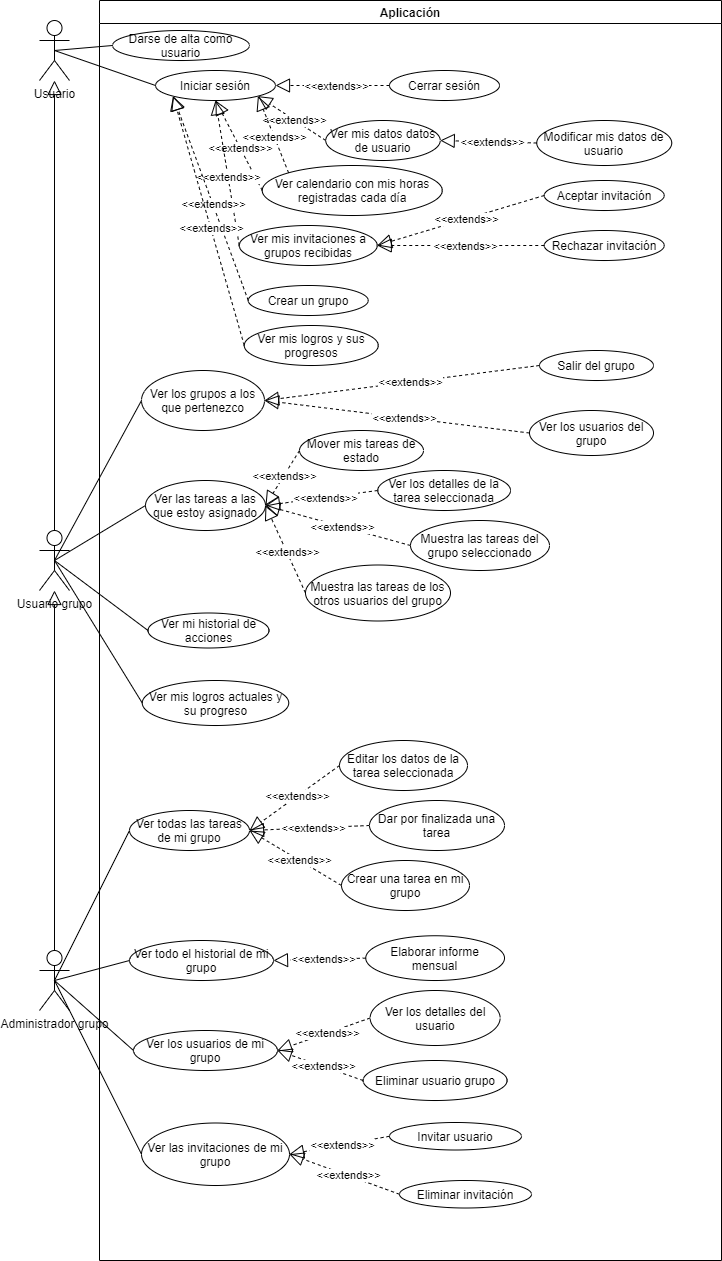 Aplicación
Darse de alta como
usuario
Usuario
Iniciar sesión
<<extends>>
Cerrar sesión
<<extends>>
Ver mis datos datos
de usuario
<<extends>>
Modificar mis datos de
usuario
<<extends>>
<<extends>>
Ver calendario con mis horas
registradas cada día
<<extends>>
Aceptar invitación
<<extends>>
<<extends>>
<<extends>>
Ver mis invitaciones a
grupos recibidas
<<extends>>
Rechazar invitación
Crear un grupo
Ver mis logros y sus
progresos
Ver los grupos a los
que pertenezco
<<extends>>
Salir del grupo
<<extends>>
Ver los usuarios del
grupo
Mover mis tareas de
estado
<<extends>>
Ver las tareas a las
que estoy asignado
<<extends>>
Ver los detalles de la
tarea seleccionada
<<extends>>
Muestra las tareas del
grupo seleccionado
<<extends>>
Muestra las tareas de los
otros usuarios del grupo
Usuario grupo
Ver mi historial de
acciones
Ver mis logros actuales y
su progreso
Editar los datos de la
tarea seleccionada
<<extends>>
Ver todas las tareas
de mi grupo
<<extends>>
Dar por finalizada una
tarea
<<extends>>
Crear una tarea en mi
grupo
Ver todo el historial de mi
grupo
<<extends>>
Elaborar informe
mensual
Administrador grupo
Ver los detalles del
usuario
<<extends>>
Ver los usuarios de mi
grupo
<<extends>>
Eliminar usuario grupo
Ver las invitaciones de mi
grupo
<<extends>>
Invitar usuario
<<extends>>
Eliminar invitación